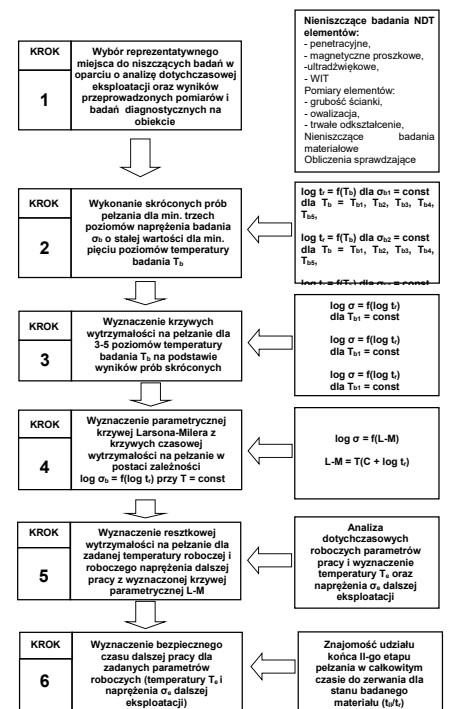 KROK
1
Wybór reprezentatywnego
miejsca do niszczących badań w
oparciu o analizę dotychczasowej
eksploatacji oraz wyników
przeprowadzonych pomiarów i
badań diagnostycznych na
obiekcie
Nieniszczące badania NDT
elementów:
- penetracyjne,
- magnetyczne proszkowe,
-ultradźwiękowe,
- WIT
Pomiary elementów:
- grubość ścianki,
- owalizacja,
- trwałe odkształcenie,
Nieniszczące badania
materiałowe
Obliczenia sprawdzające
KROK
2
Wykonanie skróconych prób
pełzania dla min. trzech
poziomów naprężenia badania
σb o stałej wartości dla min.
pięciu poziomów temperatury
badania Tb
log tr = f(Tb) dla σb1 = const
dla Tb = Tb1, Tb2, Tb3, Tb4,
Tb5,
log tr = f(Tb) dla σb2 = const
dla Tb = Tb1, Tb2, Tb3, Tb4,
Tb5,
KROK
3
Wyznaczenie krzywych
wytrzymałości na pełzanie dla
3-5 poziomów temperatury
badania Tb na podstawie
wyników prób skróconych
log σ = f(log tr)
dla Tb1 = const
log σ = f(log tr)
dla Tb1 = const
log σ = f(log tr)
dla Tb1 = const
KROK
4
Wyznaczenie parametrycznej
krzywej Larsona-Milera z
krzywych czasowej
wytrzymałości na pełzanie w
postaci zależności
log σb = f(log tr) przy T = const
log σ = f(L-M)
L-M = T(C + log tr)
KROK
5
Wyznaczenie resztkowej
wytrzymałości na pełzanie dla
zadanej temperatury roboczej i
roboczego naprężenia dalszej
pracy z wyznaczonej krzywej
parametrycznej L-M
Analiza
dotychczasowych
roboczych parametrów
pracy i wyznaczenie
temperatury Te oraz
naprężenia σe dalszej
eksploatacji
KROK
6
Wyznaczenie bezpiecznego
czasu dalszej pracy dla
zadanych parametrów
roboczych (temperatury Te i
naprężenia σe dalszej
eksploatacji)
Znajomość udziału
końca II-go etapu
pełzania w całkowitym
czasie do zerwania dla
stanu badanego
materiału (tII/tr)